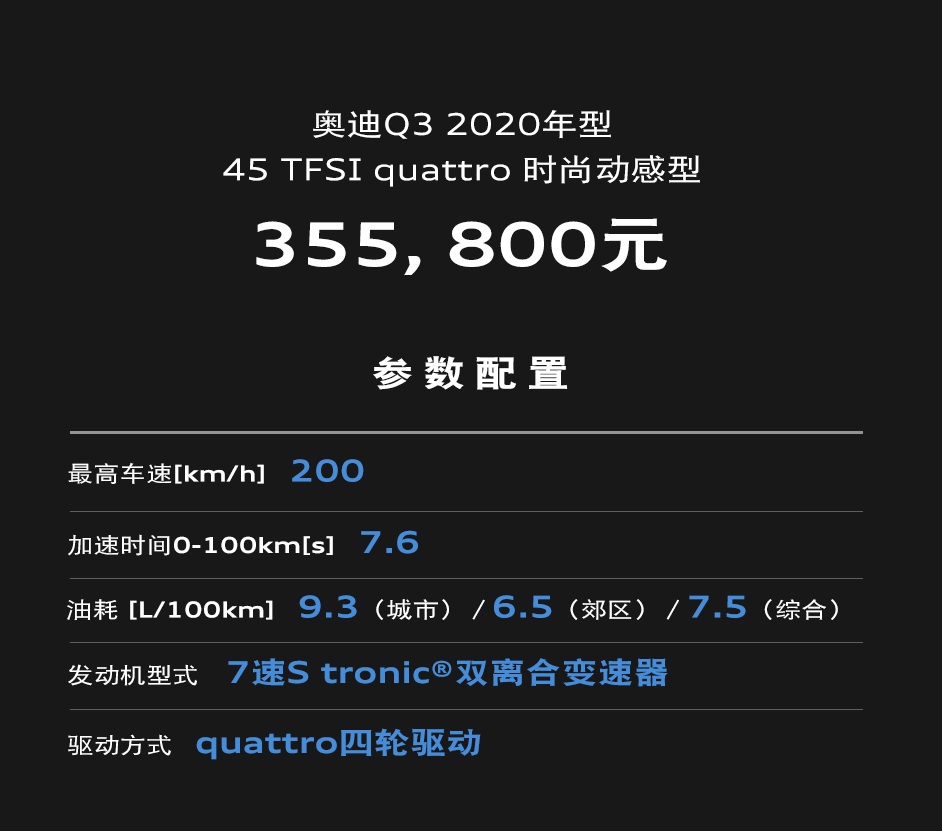 奥迪Q3 2020年型
45 TFSI quattro 时尚动感型
355, 800元
参数配置
最高车速[km/h] 200
加速时间0-100km[s] 7.6
油耗 [L/100km] 9.3（城市） / 6.5（郊区） / 7.5（综合）
发动机型式 7速S tronic®双离合变速器
驱动方式 quattro四轮驱动